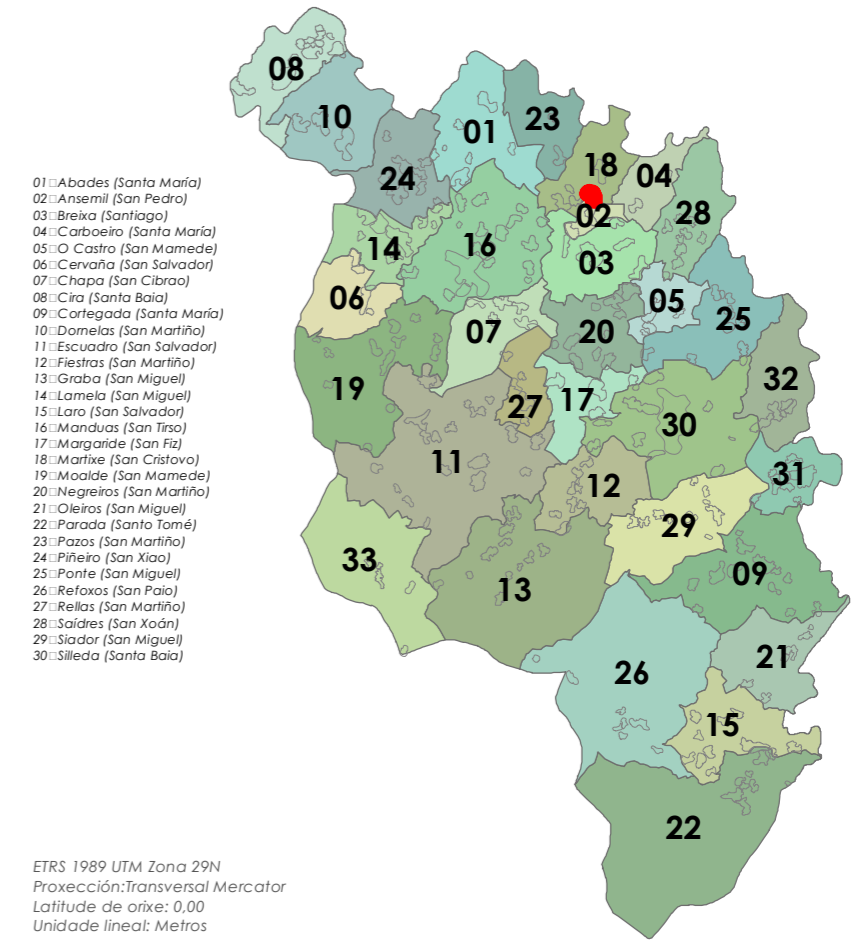 08
10
01
23
24
18
04
02
28
14
16
03
06
05
25
07
20
19
32
27
17
30
11
31
12
29
33
09
13
21
26
15
22
01□Abades (Santa María)
02□Ansemil (San Pedro)
03□Breixa (Santiago)
04□Carboeiro (Santa María)
05□O Castro (San Mamede)
06□Cervaña (San Salvador)
07□Chapa (San Cibrao)
08□Cira (Santa Baia)
09□Cortegada (Santa María)
10□Dornelas (San Martiño)
11□Escuadro (San Salvador)
12□Fiestras (San Martiño)
13□Graba (San Miguel)
14□Lamela (San Miguel)
15□Laro (San Salvador)
16□Manduas (San Tirso)
17□Margaride (San Fiz)
18□Martixe (San Cristovo)
19□Moalde (San Mamede)
20□Negreiros (San Martiño)
21□Oleiros (San Miguel)
22□Parada (Santo Tomé)
23□Pazos (San Martiño)
24□Piñeiro (San Xiao)
25□Ponte (San Miguel)
26□Refoxos (San Paio)
27□Rellas (San Martiño)
28□Saídres (San Xoán)
29□Siador (San Miguel)
30□Silleda (Santa Baia)
ETRS 1989 UTM Zona 29N
Proxección:Transversal Mercator
Latitude de orixe: 0,00
Unidade lineal: Metros